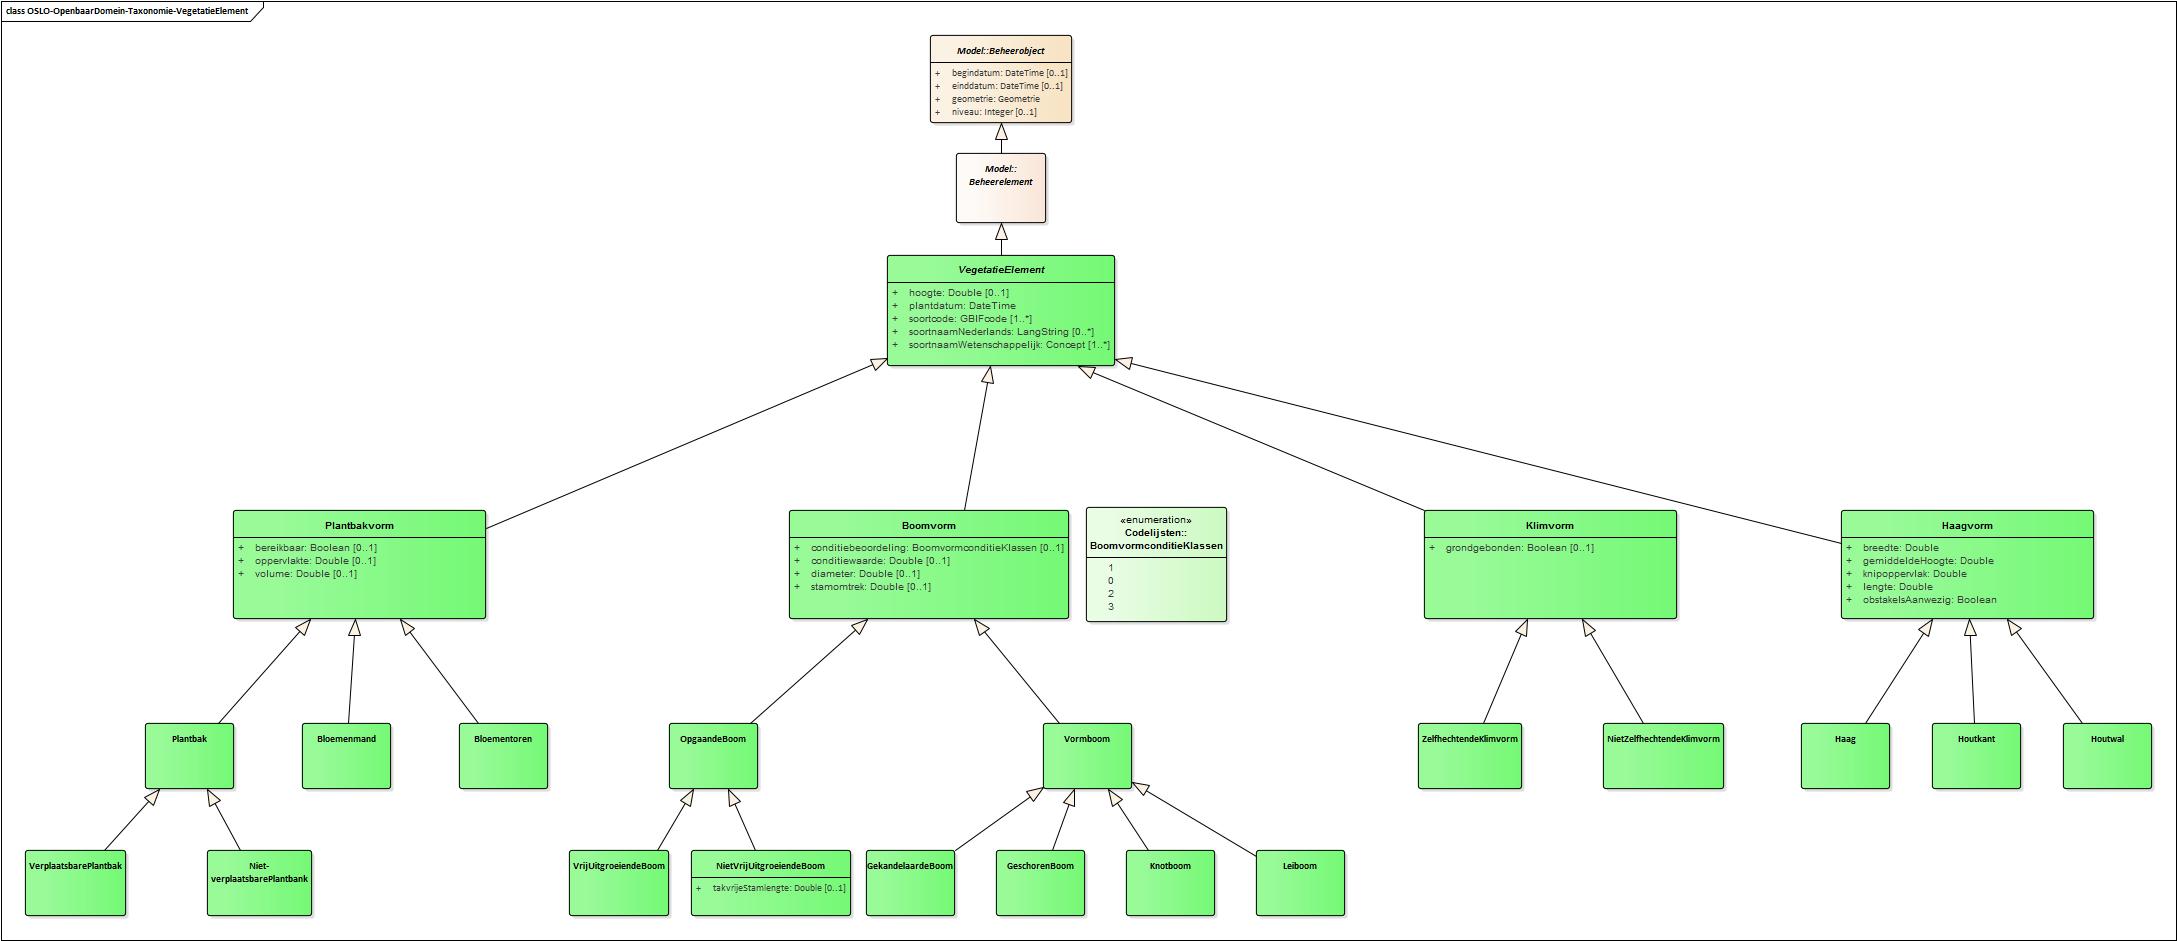 class OSLO-OpenbaarDomein-Taxonomie-VegetatieElement
Model::Beheerobject
+ begindatum: DateTime [0..1]
+ einddatum: DateTime [0..1]
+ geometrie: Geometrie
+ niveau: Integer [0..1]
Model::
Beheerelement
VegetatieElement
+ hoogte: Double [0..1]
+ plantdatum: DateTime
+ soortcode: GBIFcode [1..*]
+ soortnaamNederlands: LangString [0..*]
+ soortnaamWetenschappelijk: Concept [1..*]
Plantbakvorm
+ bereikbaar: Boolean [0..1]
+ oppervlakte: Double [0..1]
+ volume: Double [0..1]
Boomvorm
+ conditiebeoordeling: BoomvormconditieKlassen [0..1]
+ conditiewaarde: Double [0..1]
+ diameter: Double [0..1]
+ stamomtrek: Double [0..1]
«enumeration»
Codelijsten::
BoomvormconditieKlassen
1
0
2
3
Klimvorm
+ grondgebonden: Boolean [0..1]
Haagvorm
+ breedte: Double
+ gemiddeldeHoogte: Double
+ knipoppervlak: Double
+ lengte: Double
+ obstakelsAanwezig: Boolean
Plantbak
Bloemenmand
Bloementoren
OpgaandeBoom
Vormboom
ZelfhechtendeKlimvorm
NietZelfhechtendeKlimvorm
Haag
Houtkant
Houtwal
VerplaatsbarePlantbak
Niet-
verplaatsbarePlantbank
VrijUitgroeiendeBoom
NietVrijUitgroeiendeBoom
+ takvrijeStamlengte: Double [0..1]
GekandelaardeBoom
GeschorenBoom
Knotboom
Leiboom